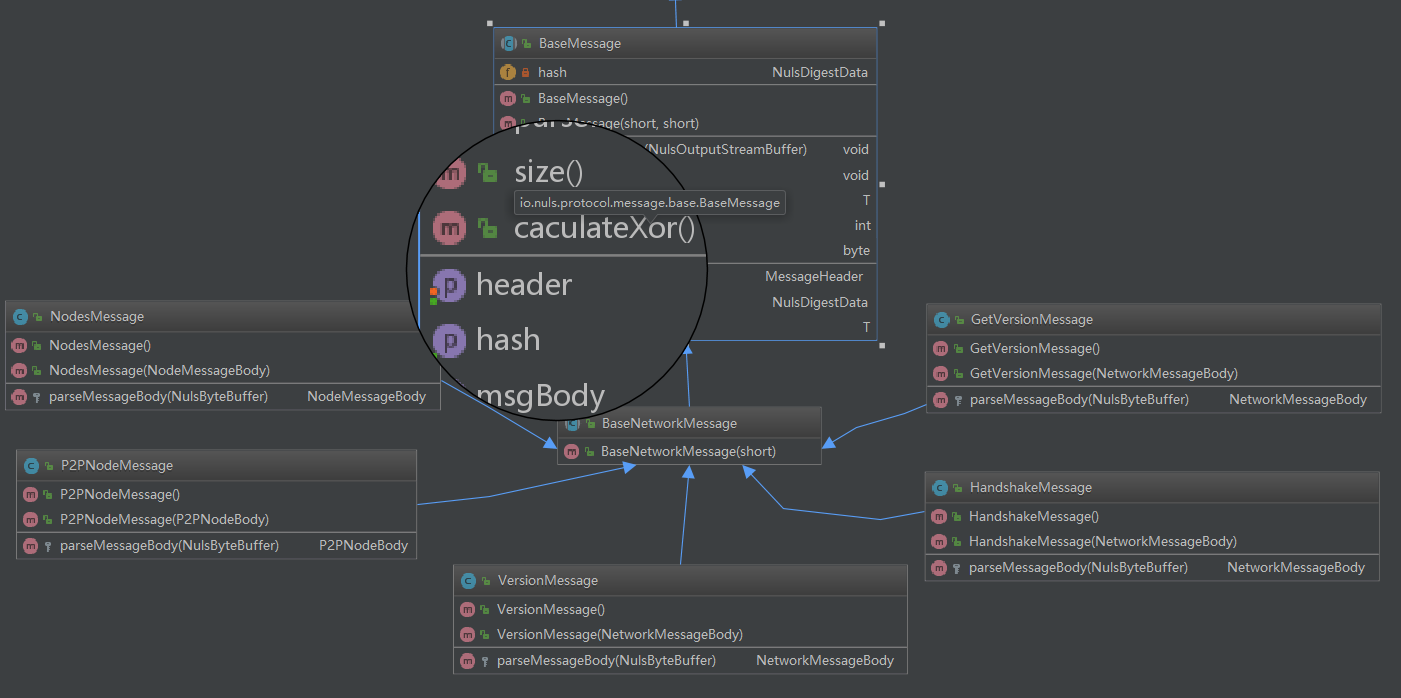 BaseMessage
hash NulsDigestData
BaseMessage()
Message(short, short)
(NulsOutputStreamBuffer) void
void
size()
T
io.nuls.protocol.message.base.BaseMessage
caculateXor() int
byte
header MessageHeader
NulsDigestData
hash T
msgBody
NodesMessage
NodesMessage()
NodesMessage(NodeMessageBody)
parseMessageBody(NulsByteBuffer) NodeMessageBody
GetVersionMessage
GetVersionMessage()
GetVersionMessage(NetworkMessageBody)
parseMessageBody(NulsByteBuffer) NetworkMessageBody
BaseNetworkMessage
BaseNetworkMessage(short)
P2PNodeMessage
P2PNodeMessage()
P2PNodeMessage(P2PNodeBody)
parseMessageBody(NulsByteBuffer) P2PNodeBody
HandshakeMessage
HandshakeMessage()
HandshakeMessage(NetworkMessageBody)
parseMessageBody(NulsByteBuffer) NetworkMessageBody
VersionMessage
VersionMessage()
VersionMessage(NetworkMessageBody)
parseMessageBody(NulsByteBuffer) NetworkMessageBody